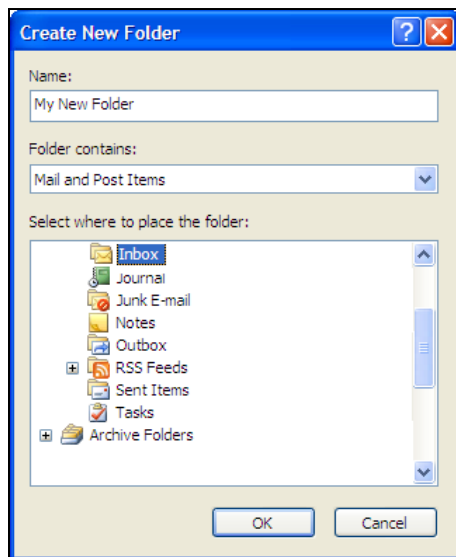 Create New Folder
Name:
My New Folder
Folder contains:
Mail and Post Items
Select where to place the folder:
Inbox
Journal
Junk E-mail
Notes
Outbox
RSS Feeds
Sent Items
Tasks
Archive Folders
OK Cancel